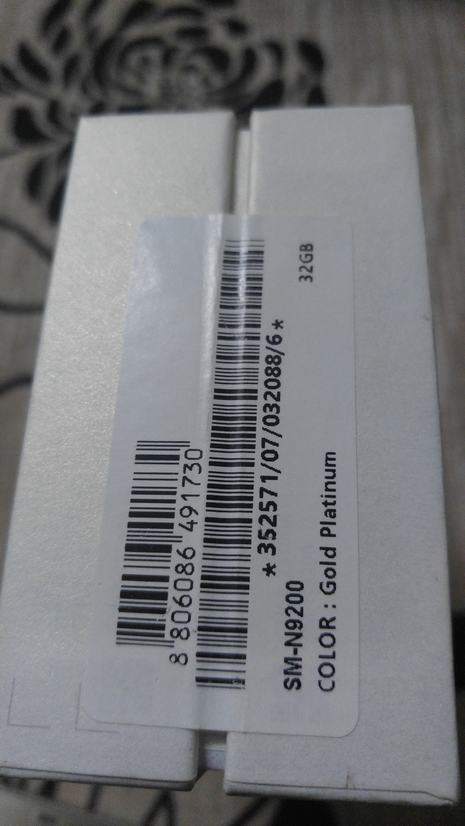 32GB
8 806086 491730
* 352571/07/032088/6 *
SM-N9200
COLOR : Gold Platinum